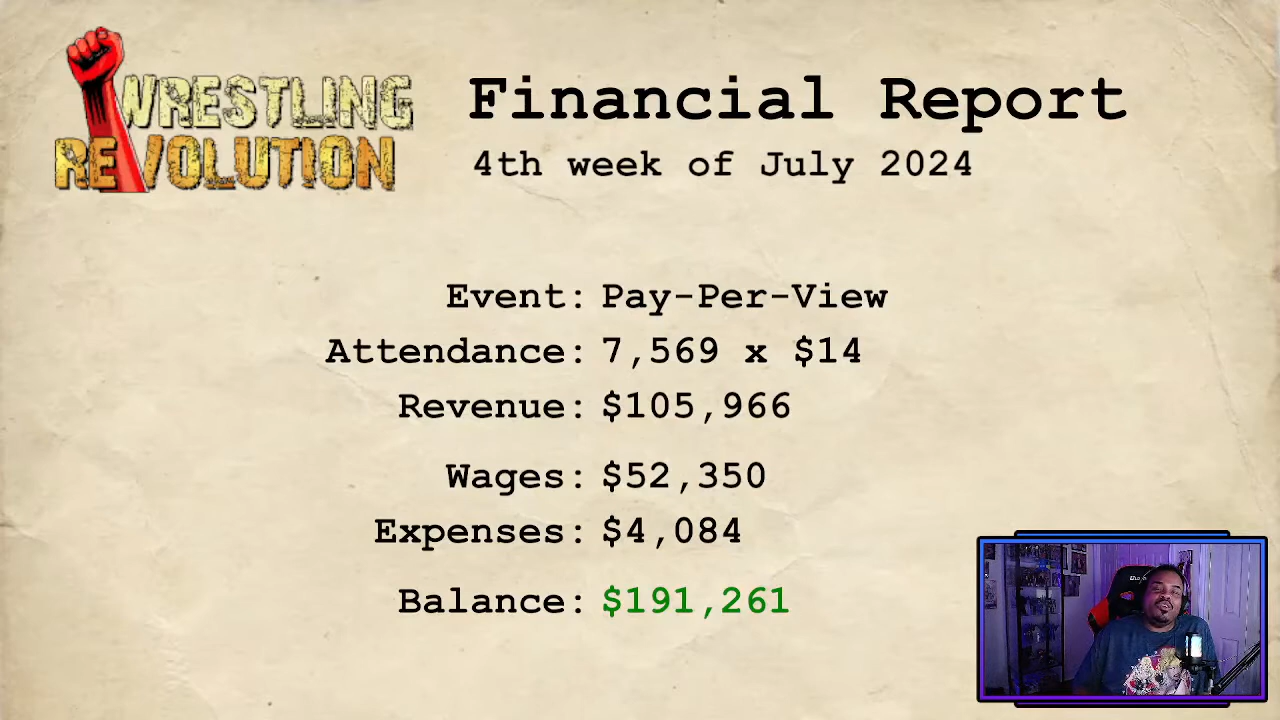 WRESTLING
REVOLUTION
Financial Report
4th week of July 2024
Event: Pay-Per-View
Attendance: 7,569 x $14
Revenue: $105,966
Wages: $52,350
Expenses: $4,084
Balance: $191,261